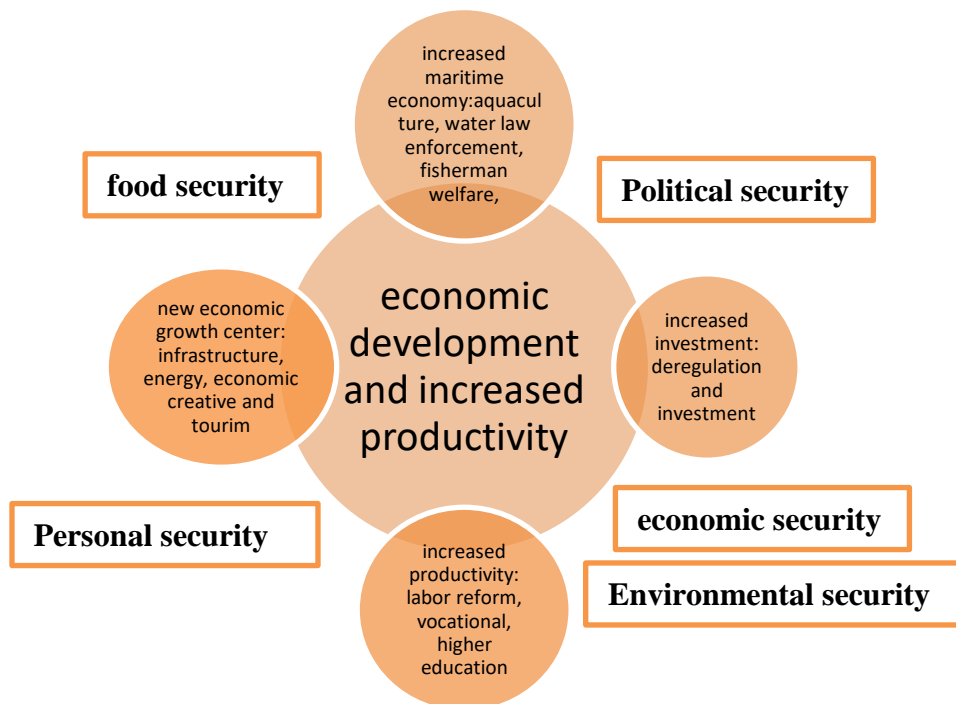 increased
maritime
economy:aquacul
ture, water law
enforcement,
fisherman
welfare,
food security
Political security
economic
development
and increased
productivity
new economic
growth center:
infrastructure,
energy, economic
creative and
tourim
increased
investment:
deregulation
and
investment
Personal security
economic security
Environmental security
increased
productivity:
labor reform,
vocational,
higher
education